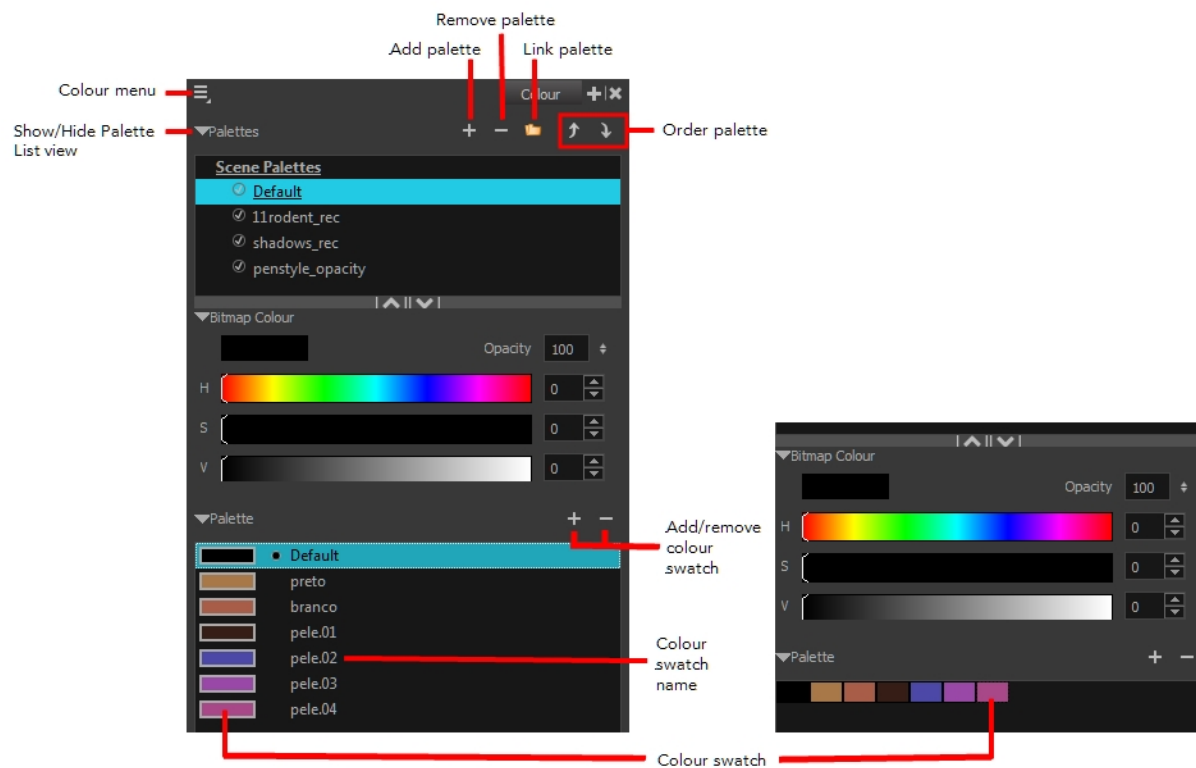 Remove palette
Add palette
Link palette
Colour menu
Colour
Show/Hide Palette
List view
Palettes
Order palette
Scene Palettes
Default
11rodent_rec
shadows_rec
penstyle_opacity
Bitmap Colour
Opacity 100
H 0
S 0
V 0
Palette
Add/remove
colour
swatch
Default
preto
branco
pele.01
pele.02
pele.03
pele.04
Colour
swatch
name
Bitmap Colour
Opacity 100
H 0
S 0
V 0
Palette
Colour swatch